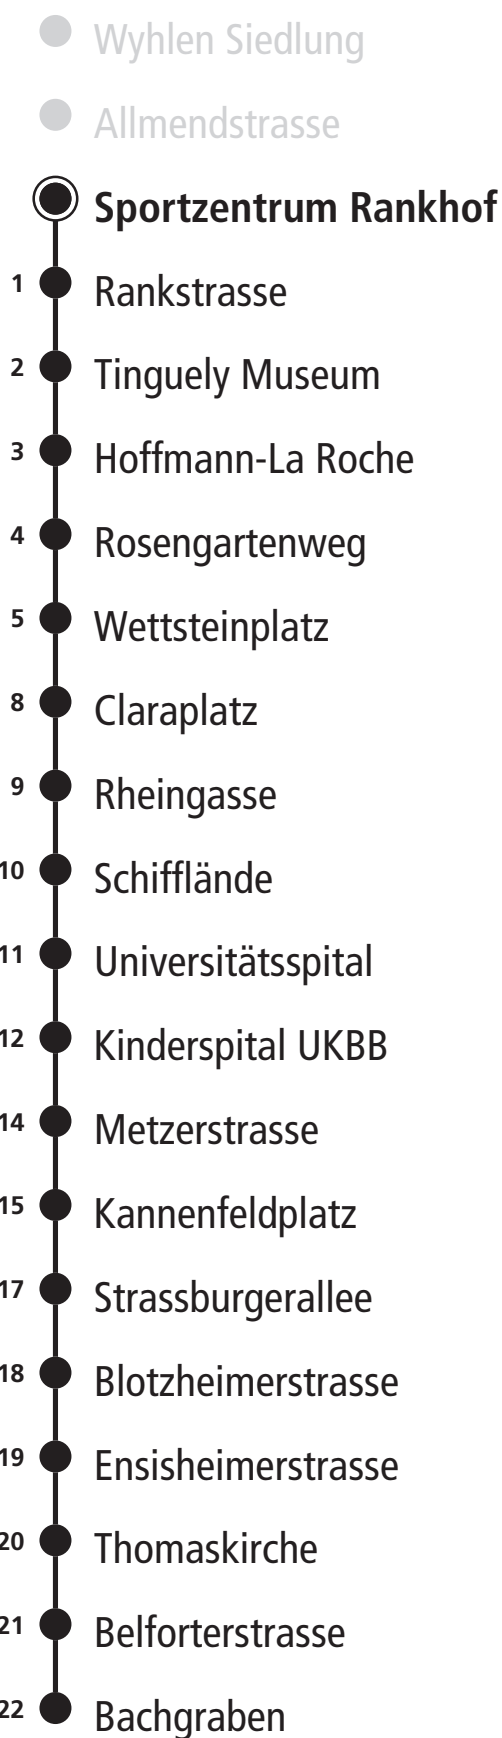 Wyhlen Siedlung
Allmendstrasse
Sportzentrum Rankhof
1 Rankstrasse
2 Tinguely Museum
3 Hoffmann-La Roche
4 Rosengartenweg
5 Wettsteinplatz
8 Claraplatz
9 Rheingasse
10 Schifflände
11 Universitätsspital
12 Kinderspital UKBB
14 Metzerstrasse
15 Kannenfeldplatz
17 Strassburgerallee
18 Blotzheimerstrasse
19 Ensisheimerstrasse
20 Thomaskirche
21 Belforterstrasse
22 Bachgraben